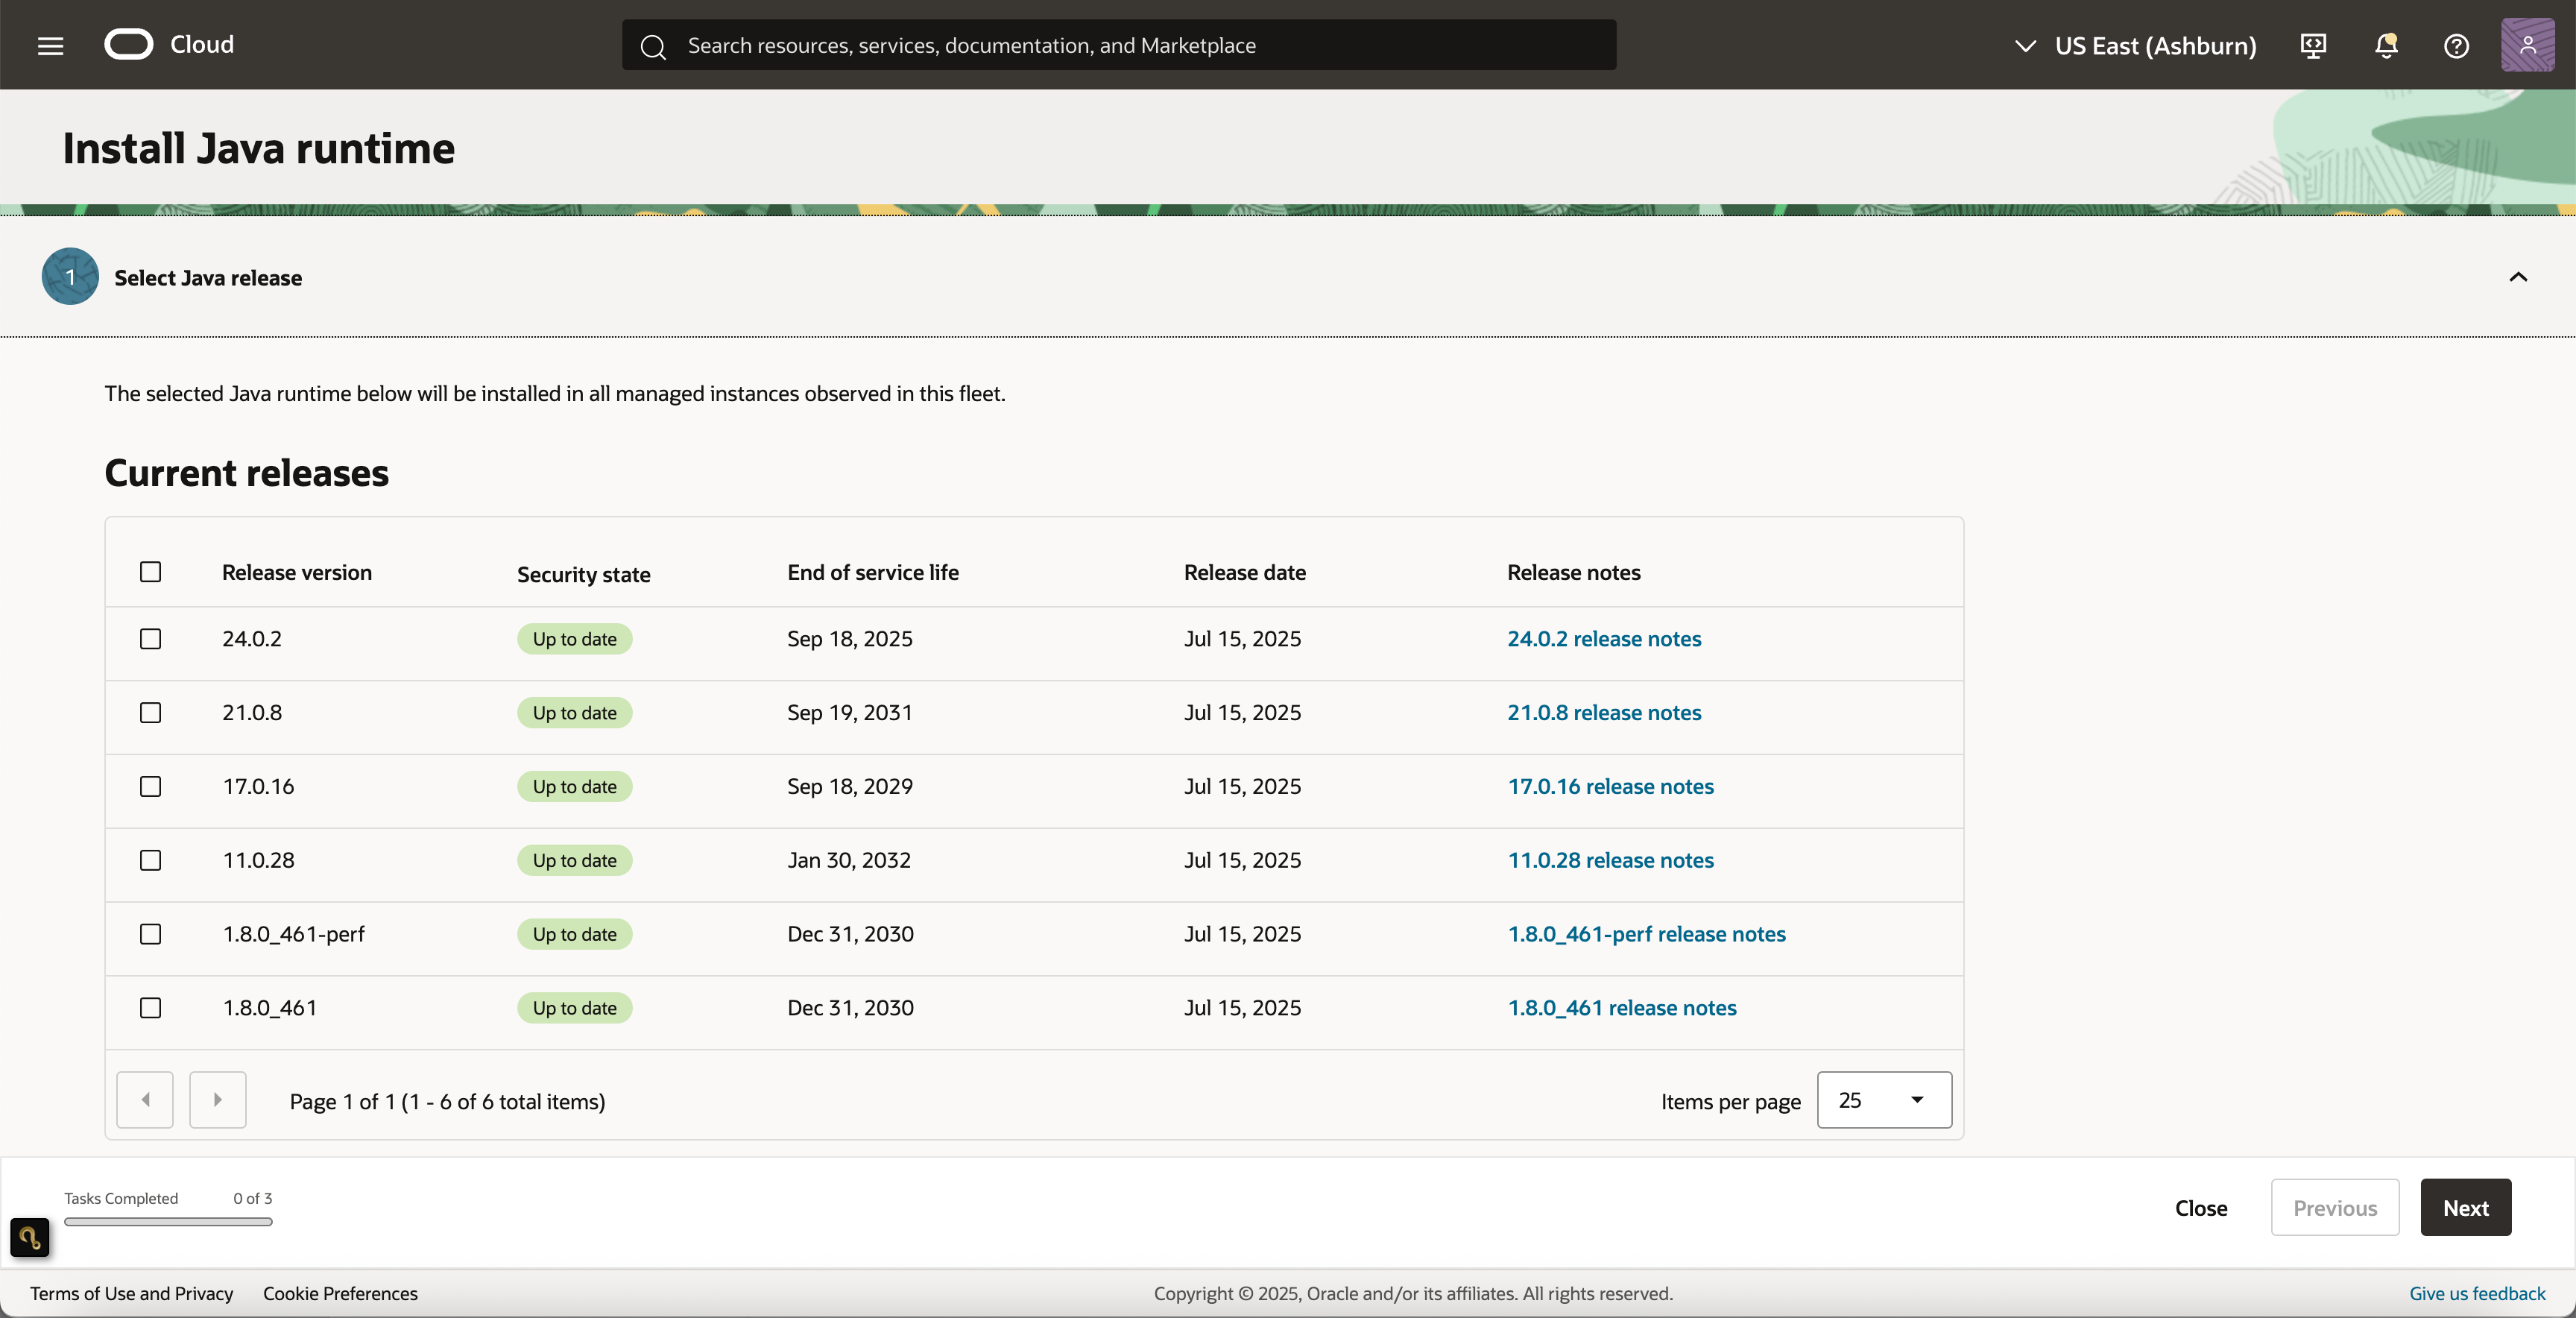 Cloud
Search resources, services, documentation, and Marketplace
US East (Ashburn)
Install Java runtime
1
Select Java release
The selected Java runtime below will be installed in all managed instances observed in this fleet.
Current releases
Release version Security state End of service life Release date Release notes
24.0.2 Up to date Sep 18, 2025 Jul 15, 2025 24.0.2 release notes
21.0.8 Up to date Sep 19, 2031 Jul 15, 2025 21.0.8 release notes
17.0.16 Up to date Sep 18, 2029 Jul 15, 2025 17.0.16 release notes
11.0.28 Up to date Jan 30, 2032 Jul 15, 2025 11.0.28 release notes
1.8.0_461-perf Up to date Dec 31, 2030 Jul 15, 2025 1.8.0_461-perf release notes
1.8.0_461 Up to date Dec 31, 2030 Jul 15, 2025 1.8.0_461 release notes
Page 1 of 1 (1 - 6 of 6 total items)
Items per page 25
Tasks Completed 0 of 3
Close Previous Next
Terms of Use and Privacy Cookie Preferences
Copyright © 2025, Oracle and/or its affiliates. All rights reserved.
Give us feedback